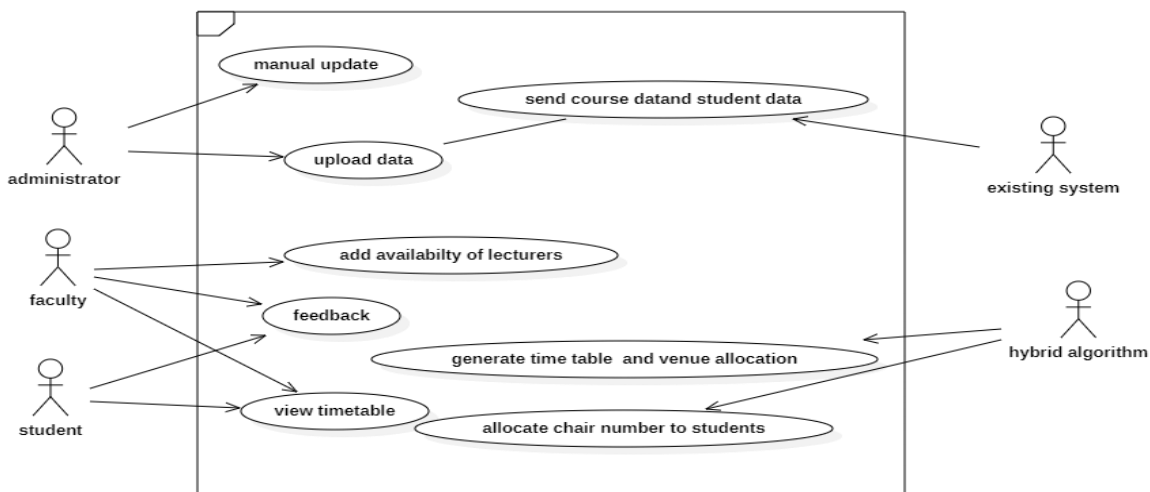 manual update
send course datand student data
administrator
upload data
existing system
add availabilty of lecturers
faculty
feedback
generate time table and venue allocation
hybrid algorithm
student
view timetable
allocate chair number to students